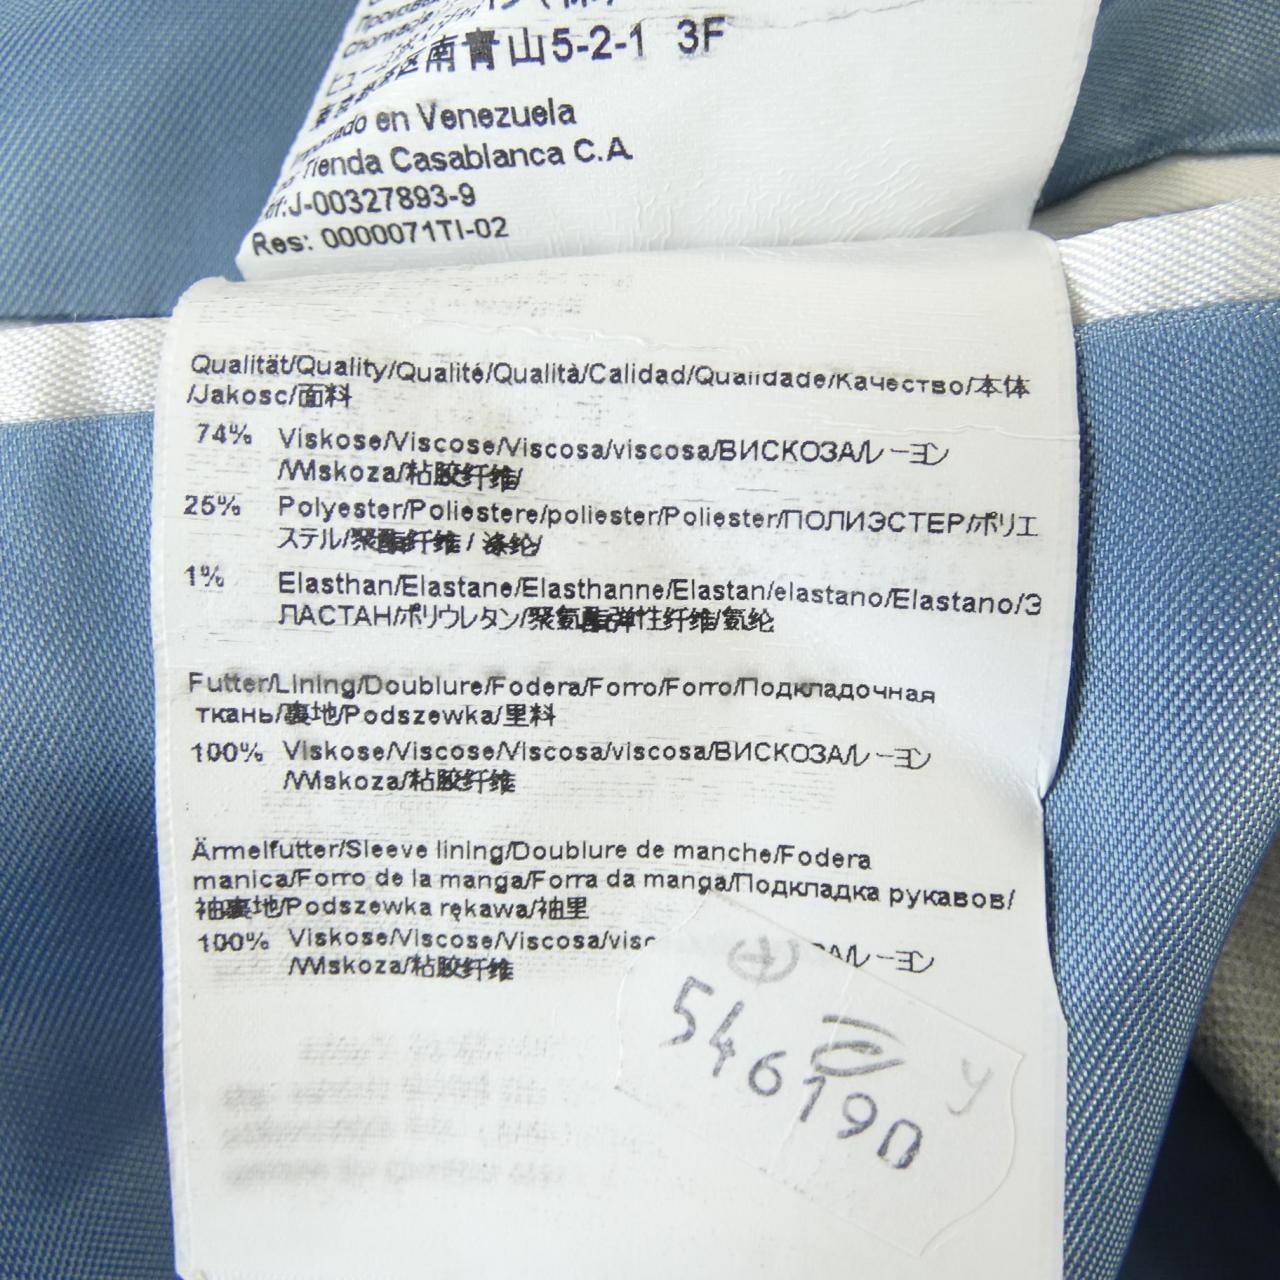 南青山5-2-1 3F
en Venezuela
Tienda Casablanca C.A.
J-00327893-9
Res: 0000071TI-02
Qualität/Quality/Qualité/Qualità/Calidad/Qualidade/Качество/本体
/Jakosc/面料
74% Viskose/Viscose/Viscosa/viscosa/ВИСКОЗА/レーヨン
/Wiskoza/粘胶纤维/
25% Polyester/Poliestere/poliester/Poliester/ПОЛИЭСТЕР/ポリエ
ステル/聚酯纤维 / 涤纶/
1% Elasthan/Elastane/Elasthanne/Elastan/elastano/Elastano/Э
ЛАСТАН/ポリウレタン/聚氨酯弹性纤维/氨纶
Futter/Lining/Doublure/Fodera/Forro/Forro/Подкладочная
ткань/裏地/Podszewka/里料
100% Viskose/Viscose/Viscosa/viscosa/ВИСКОЗА/レーヨン
/Wiskoza/粘胶纤维
Ärmelfutter/Sleeve lining/Doublure de manche/Fodera
manica/Forro de la manga/Forra da manga/Подкладка рукавов/
袖裏地/Podszewka rękawa/袖里
100% Viskose/Viscose/Viscosa/ レーヨン
/Wiskoza/粘胶纤维
546190
y